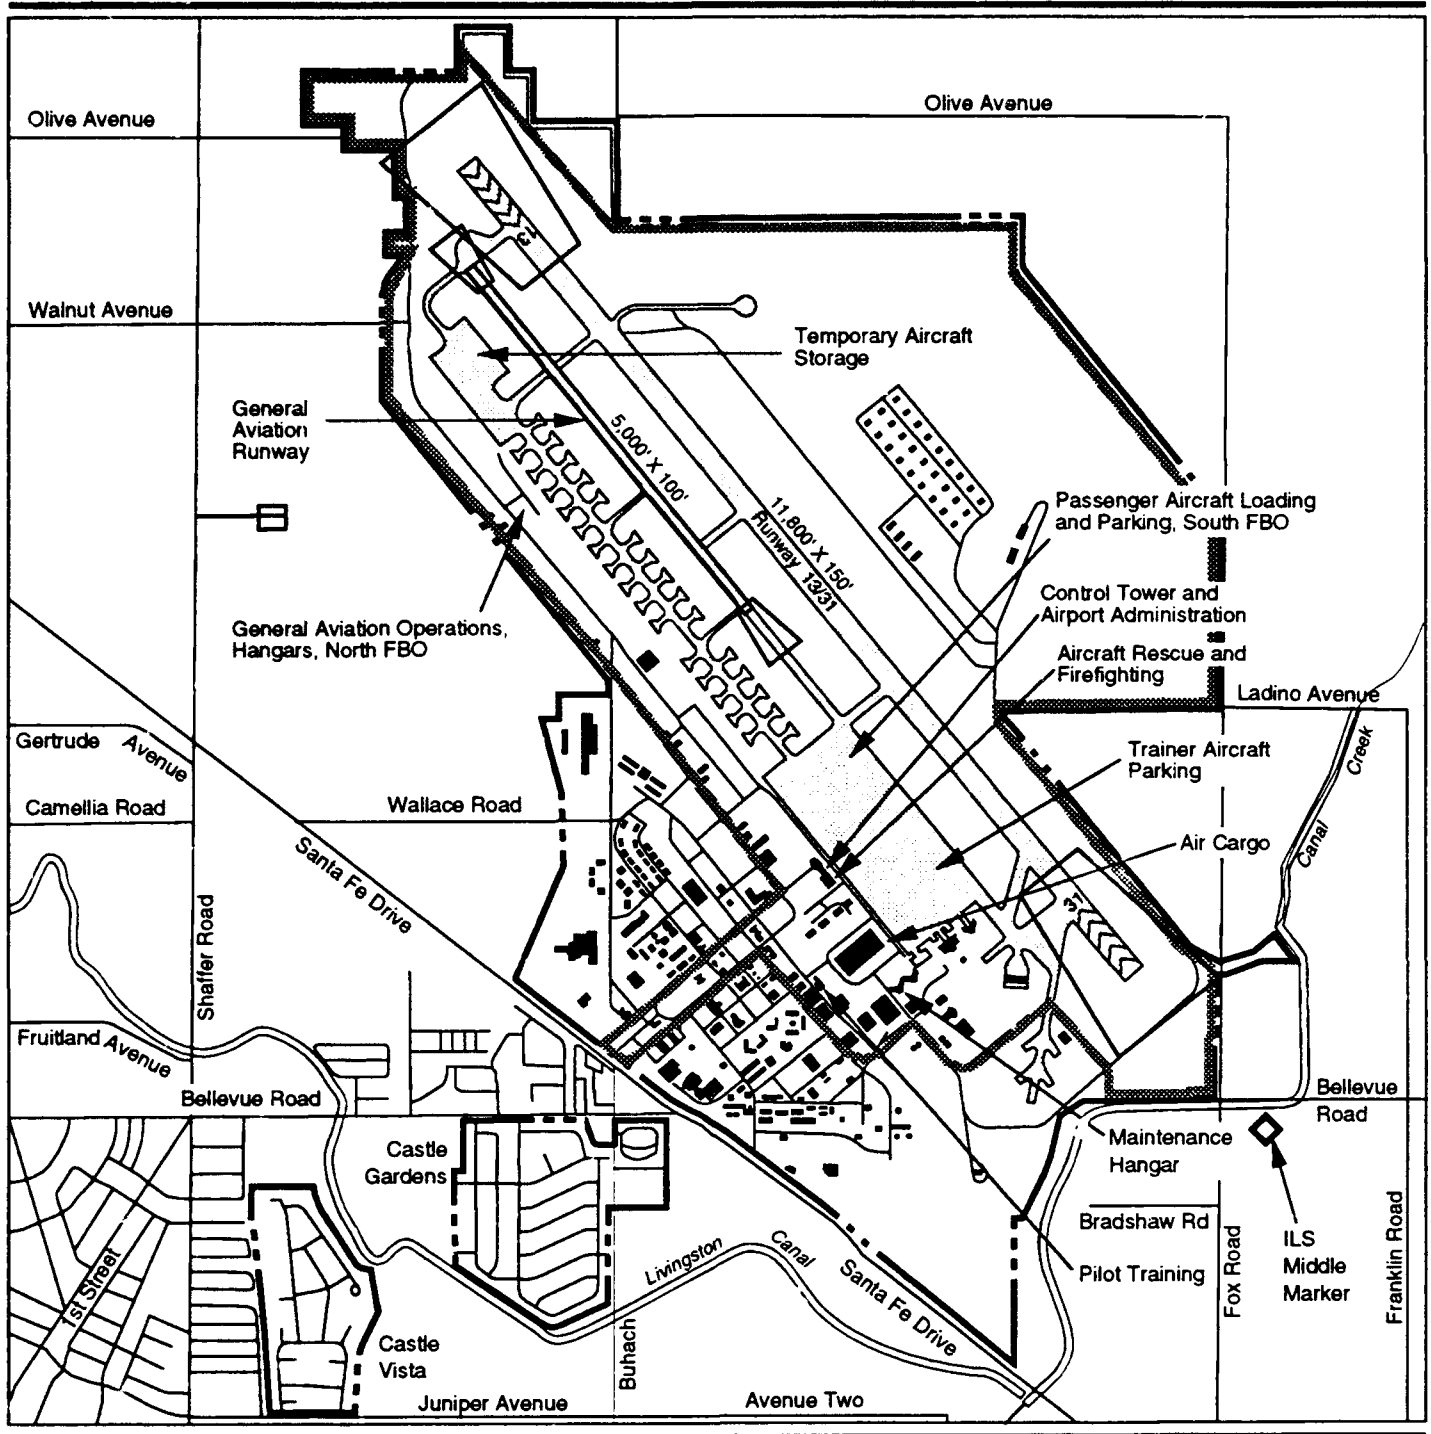 Olive Avenue
Olive Avenue
13
Walnut Avenue
Temporary Aircraft
Storage
General
Aviation
Runway
5,000' X 100'
11,800' X 150'
Runway 13/31
Passenger Aircraft Loading
and Parking, South FBO
Control Tower and
Airport Administration
General Aviation Operations,
Hangars, North FBO
Aircraft Rescue and
Firefighting
Ladino Avenue
Gertrude Avenue
Canal Creek
Trainer Aircraft
Parking
Camellia Road
Wallace Road
Santa Fe Drive
Air Cargo
31
Shaffer Road
Fruitland Avenue
Bellevue Road
Bellevue
Road
Castle
Gardens
Maintenance
Hangar
Bradshaw Rd
1st Street
Livingston Canal
Santa Fe Drive
Pilot Training
Fox Road
ILS
Middle
Marker
Franklin Road
Castle
Vista
Buhach
Juniper Avenue
Avenue Two